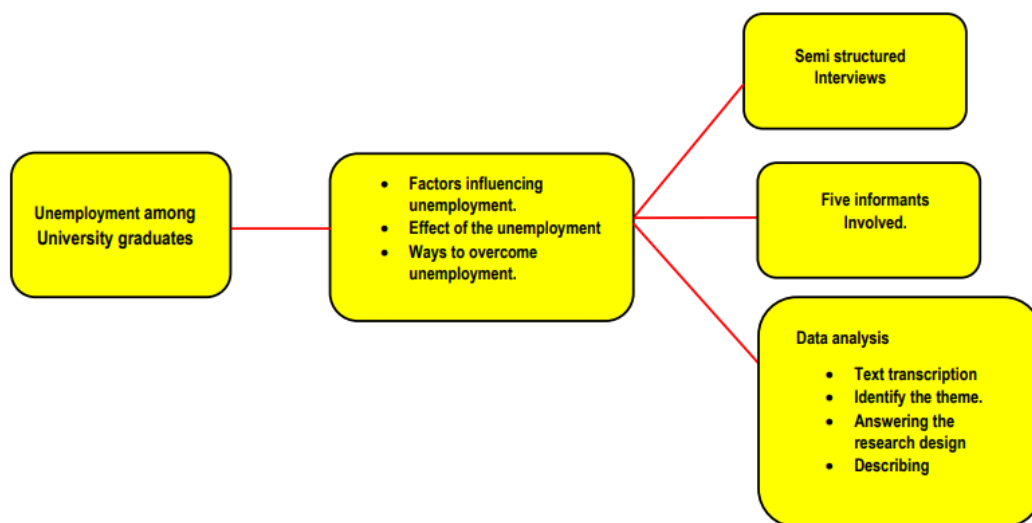 Unemployment among
University graduates
• Factors influencing
unemployment.
• Effect of the unemployment
• Ways to overcome
unemployment.
Semi structured
Interviews
Five informants
Involved.
Data analysis
• Text transcription
• Identify the theme.
• Answering the
research design
• Describing